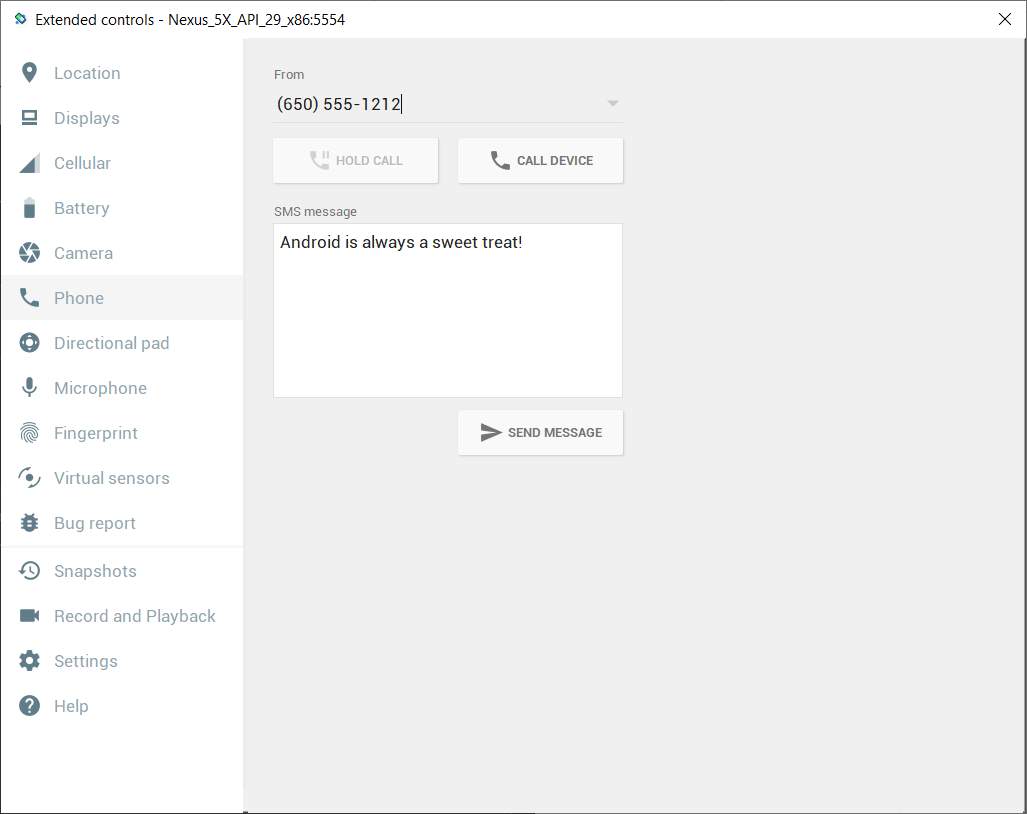 Extended controls - Nexus_5X_API_29_x86:5554
Location
Displays
Cellular
Battery
Camera
Phone
Directional pad
Microphone
Fingerprint
Virtual sensors
Bug report
Snapshots
Record and Playback
Settings
Help
From
(650) 555-1212
HOLD CALL
CALL DEVICE
SMS message
Android is always a sweet treat!
SEND MESSAGE